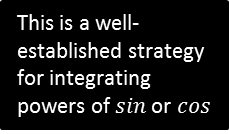 This is a well-
established strategy
for integrating
powers of sin or cos